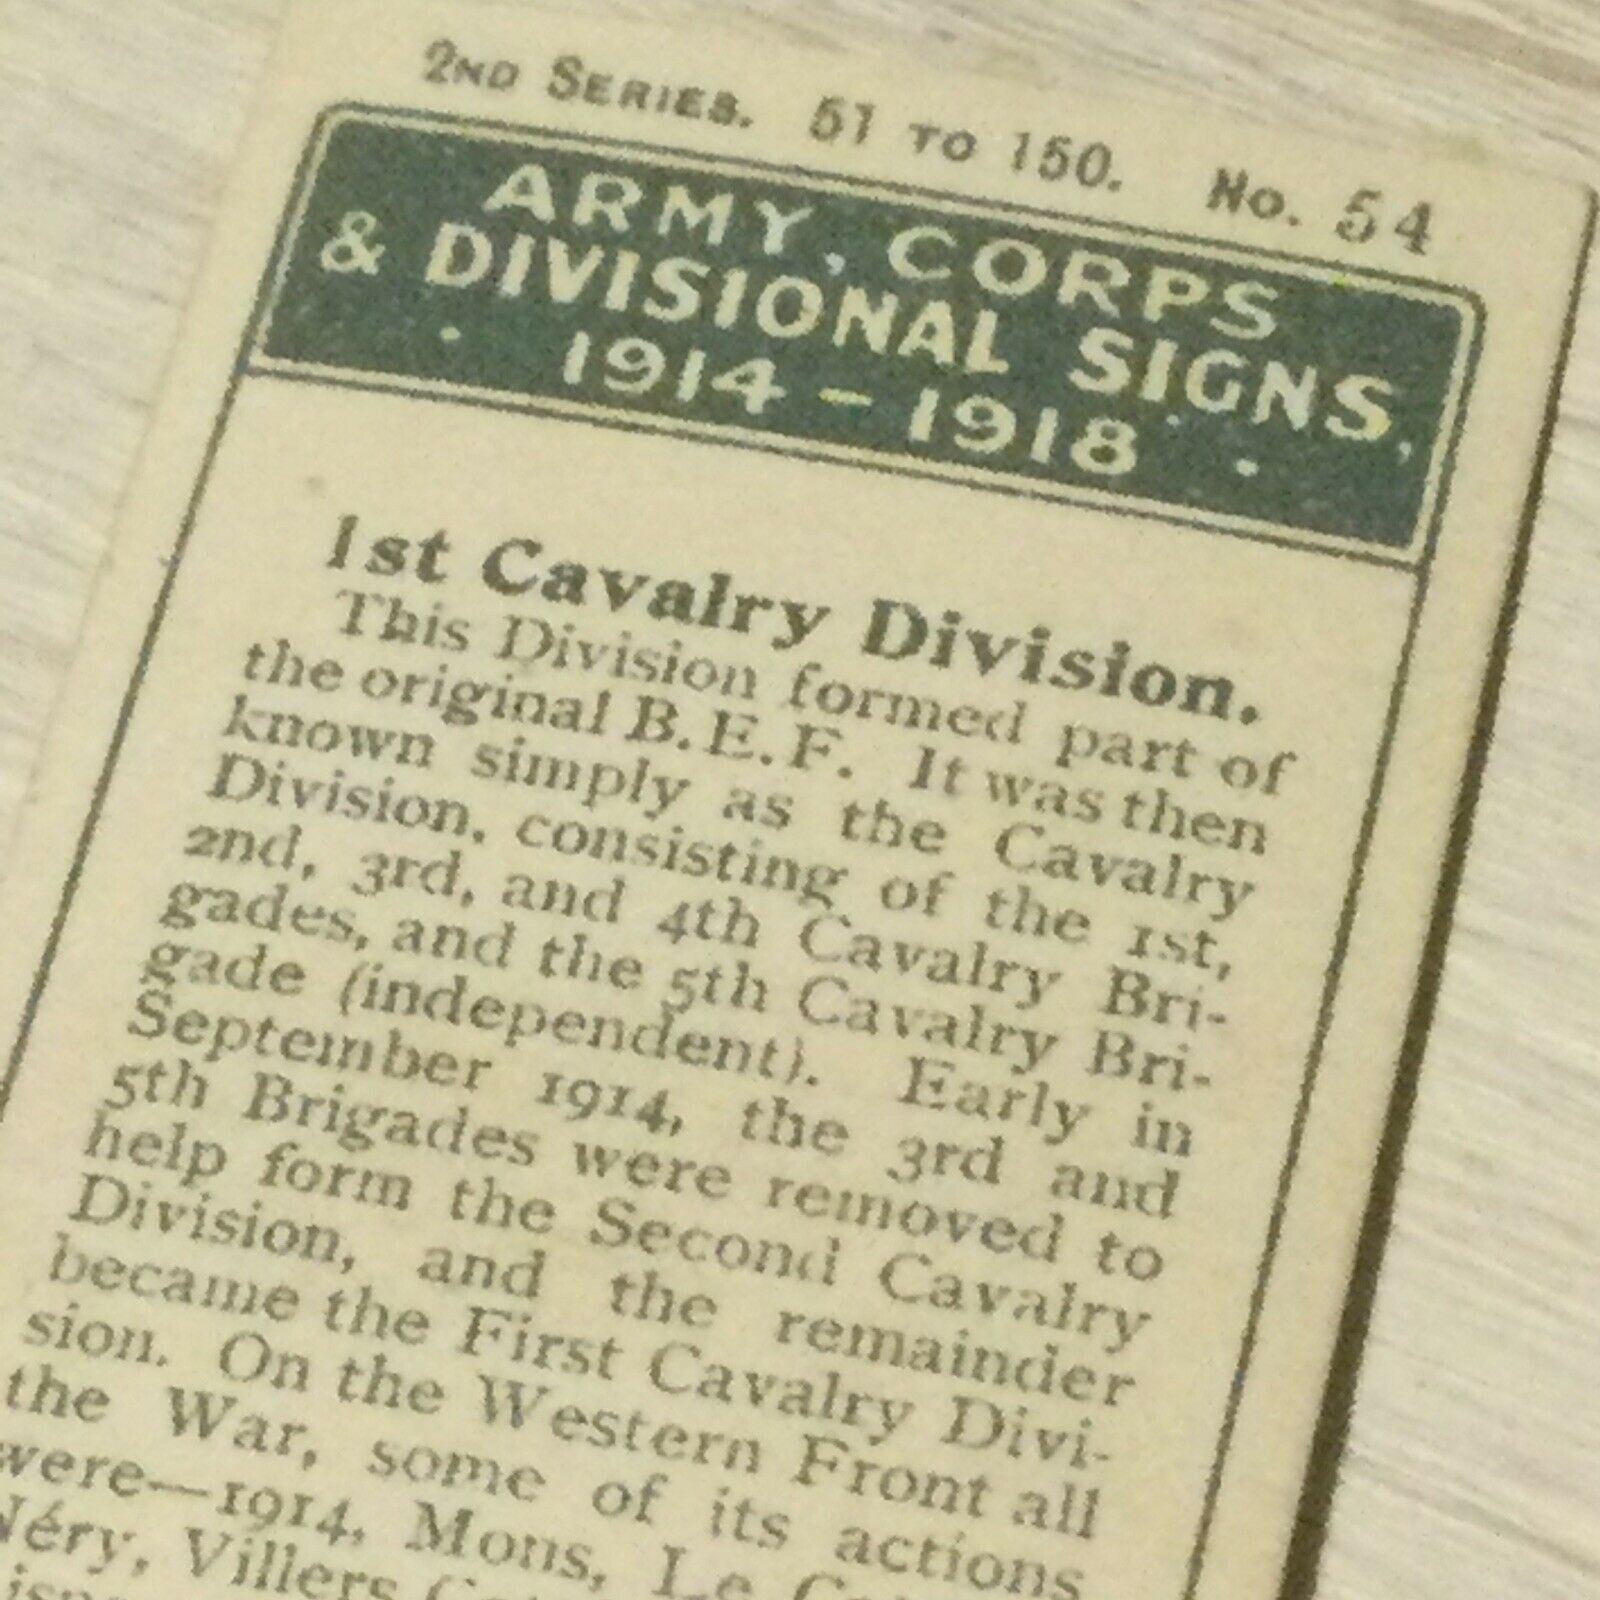 2ND SERIES. 51 TO 150. No. 54
ARMY, CORPS
& DIVISIONAL SIGNS,
1914 – 1918
1st Cavalry Division.
This Division formed part of
the original B.E.F. It was then
known simply as the Cavalry
Division, consisting of the 1st,
2nd, 3rd, and 4th Cavalry Bri-
gades, and the 5th Cavalry Bri-
gade (independent). Early in
September 1914, the 3rd and
5th Brigades were removed to
help form the Second Cavalry
Division, and the remainder
became the First Cavalry Divi-
sion. On the Western Front all
the War, some of its actions
were—1914, Mons, Le
Néry, Villers